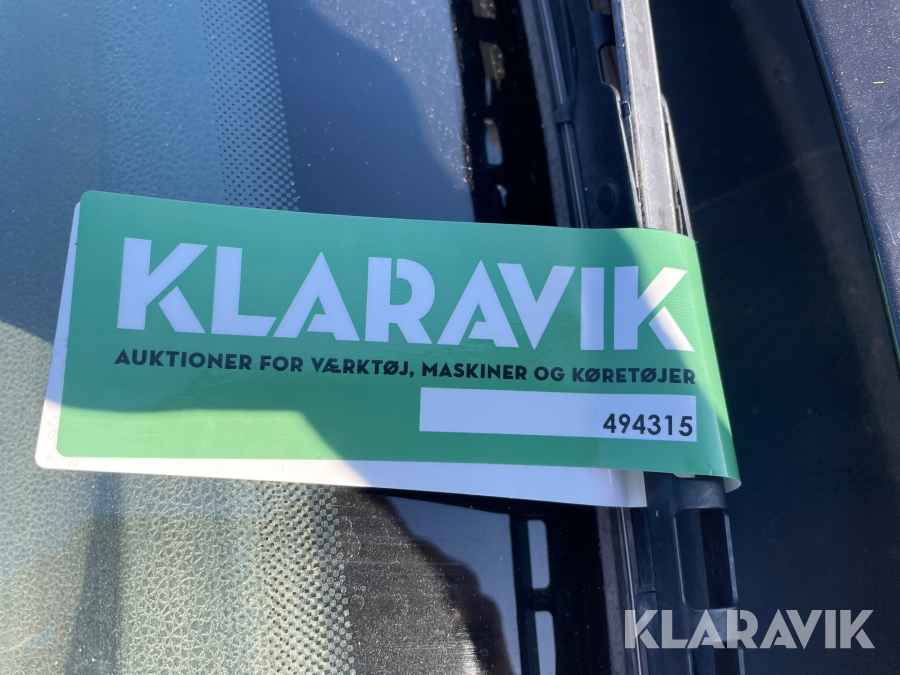 KLARAVIK
AUKTIONER FOR VÆRKTØJ, MASKINER OG KØRETØJER
494315
KLARAVIK